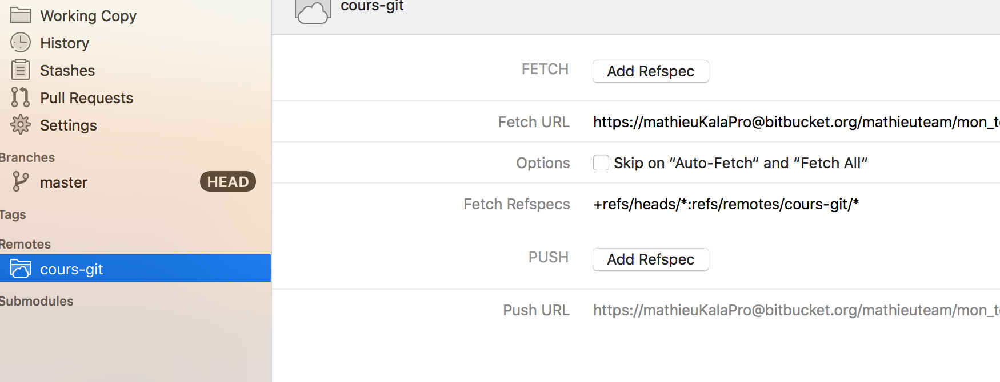 Working Copy
History
Stashes
Pull Requests
Settings
Branches
master
HEAD
Tags
Remotes
cours-git
Submodules
cours-git
FETCH
Add Refspec
Fetch URL
https://mathieuKalaPro@bitbucket.org/mathieuteam/mon_t
Options
Skip on “Auto-Fetch“ and “Fetch All“
Fetch Refspecs
+refs/heads/*:refs/remotes/cours-git/*
PUSH
Add Refspec
Push URL
https://mathieuKalaPro@bitbucket.org/mathieuteam/mon_t